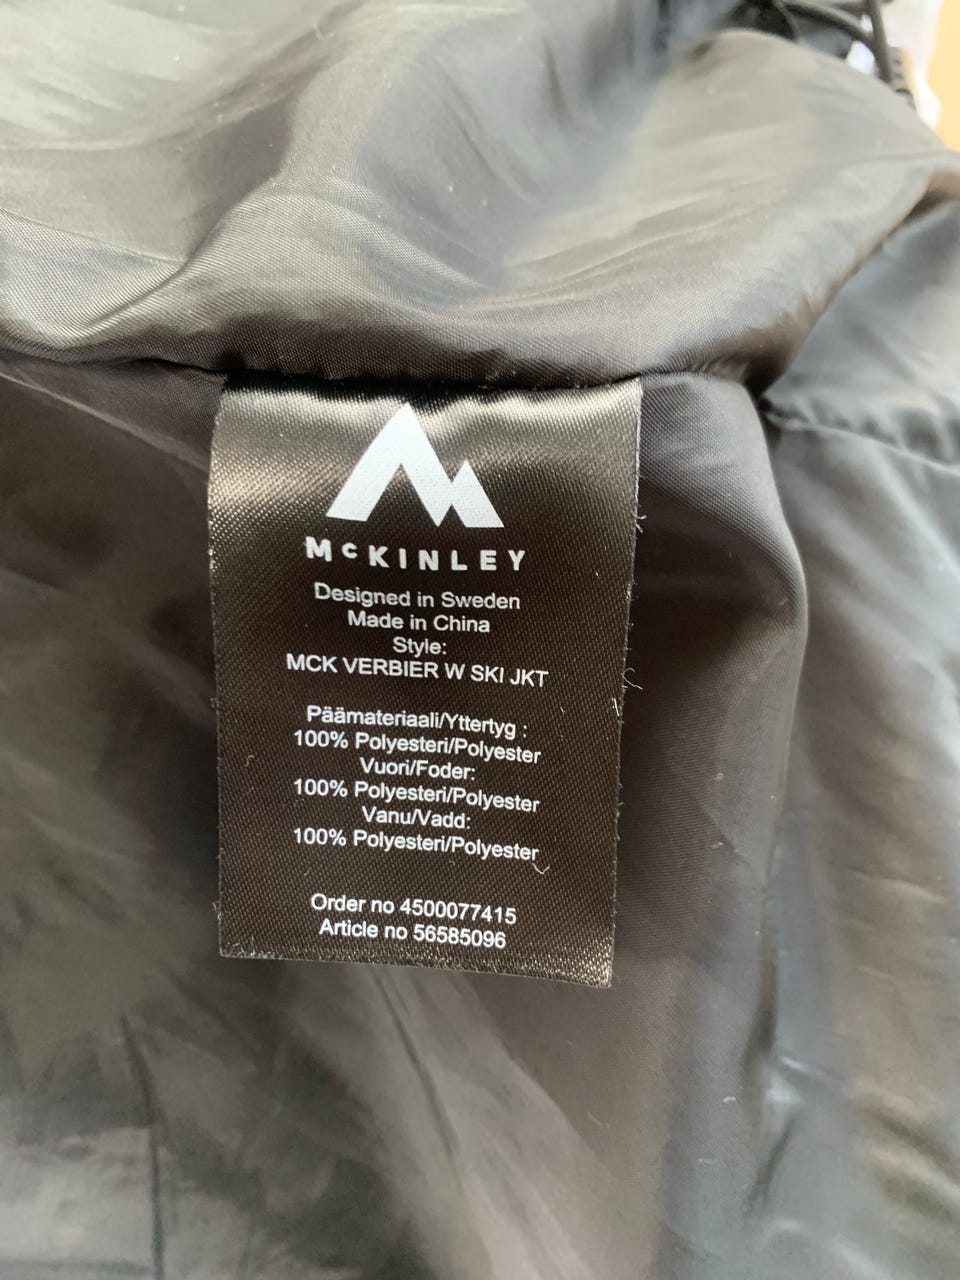 McKINLEY
Designed in Sweden
Made in China
Style:
MCK VERBIER W SKI JKT
Päämateriaali/Yttertyg :
100% Polyesteri/Polyester
Vuori/Foder:
100% Polyesteri/Polyester
Vanu/Vadd:
100% Polyesteri/Polyester
Order no 4500077415
Article no 56585096